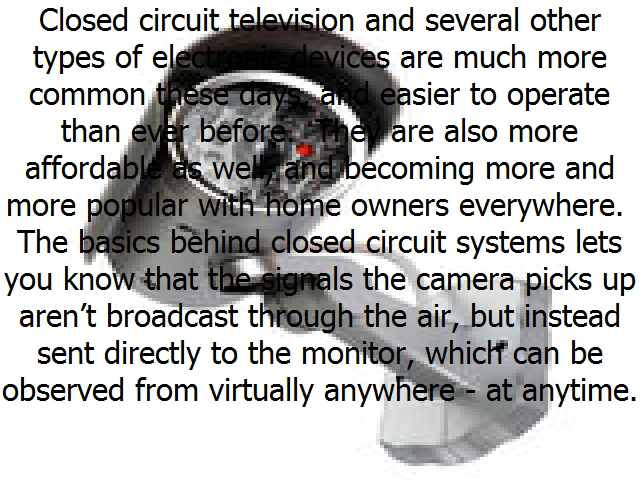 Closed circuit television and several other
types of electronic devices are much more
common these days, and easier to operate
than ever before.  They are also more
affordable as well, and becoming more and
more popular with home owners everywhere.
The basics behind closed circuit systems lets
you know that the signals the camera picks up
aren’t broadcast through the air, but instead
sent directly to the monitor, which can be
observed from virtually anywhere - at anytime.